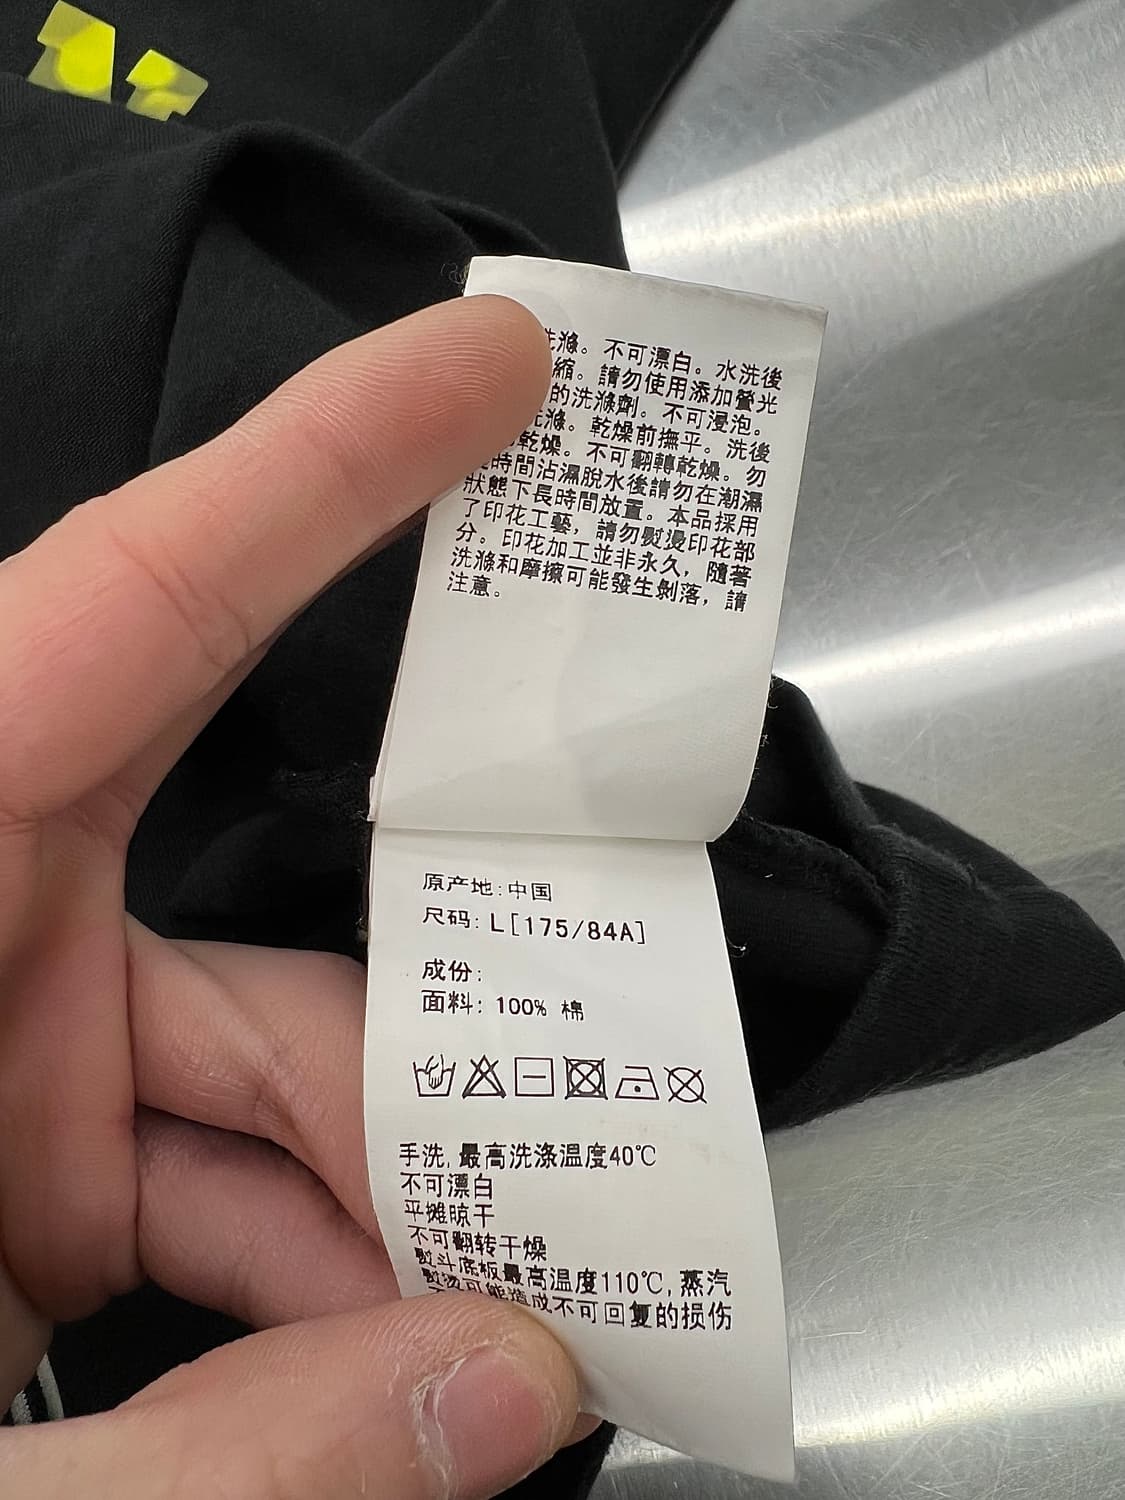 洗滌。不可漂白。水洗後
縮。請勿使用添加螢光
的洗滌劑。不可浸泡。
洗滌。乾燥前撫平。洗後
乾燥。不可翻轉乾燥。勿
時間沾濕脫水後請勿在潮濕
狀態下長時間放置。本品採用
了印花工藝，請勿熨燙印花部
分。印花加工並非永久，隨著
洗滌和摩擦可能發生剝落，請
注意。
原产地:中国
尺码: L[175/84A]
成份:
面料: 100% 棉
手洗,最高洗涤温度40℃
不可漂白
平摊晾干
不可翻转干燥
熨斗底板最高温度110℃,蒸汽
熨烫可能造成不可回复的损伤